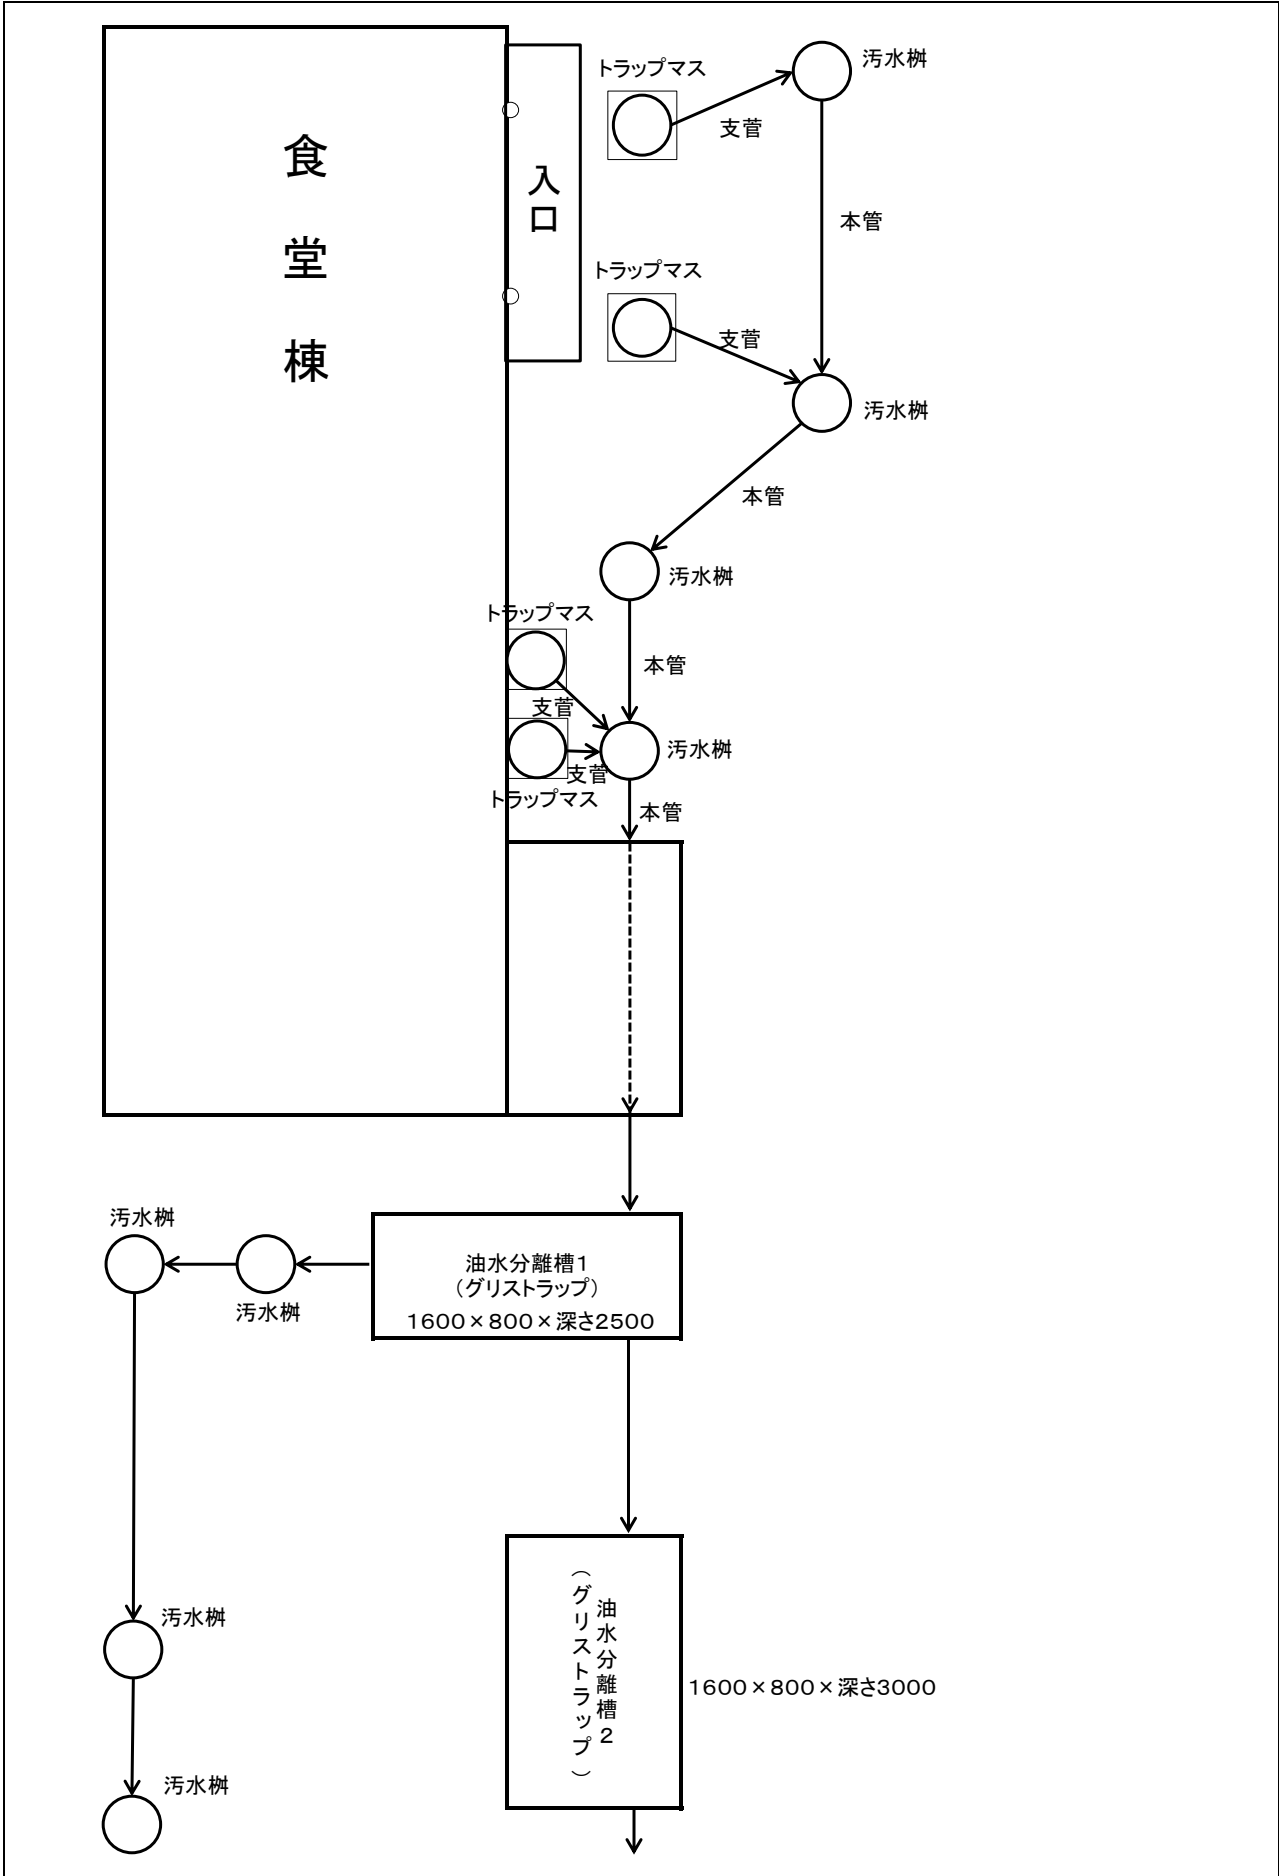 食堂棟
入口
トラップマス
汚水桝
支菅
本管
トラップマス
支菅
汚水桝
本管
汚水桝
トラップマス
本管
支菅
汚水桝
支菅
トラップマス
本管
汚水桝
汚水桝
油水分離槽1
(グリストラップ)
1600×800×深さ2500
汚水桝
汚水桝
油水分離槽2
(グリストラップ)
1600×800×深さ3000